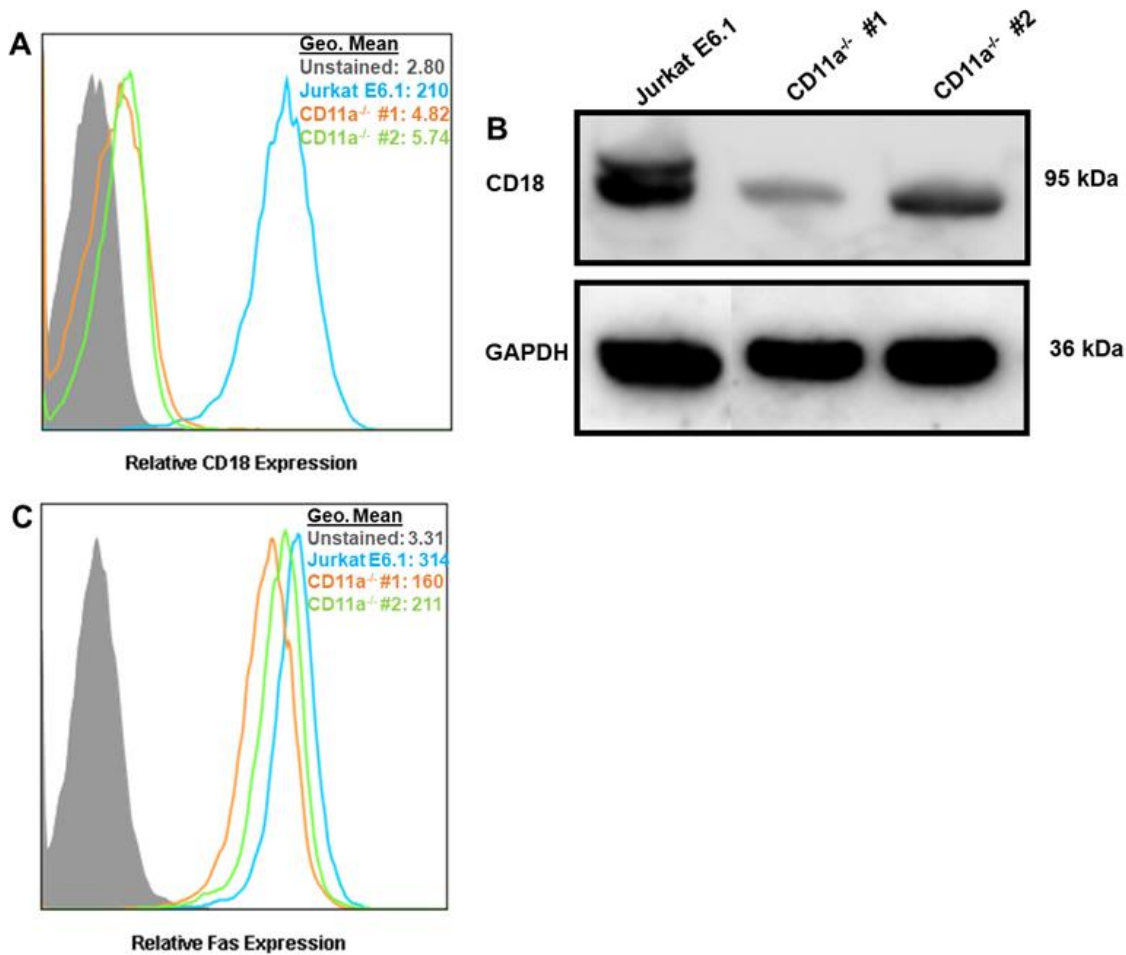 A
Geo. Mean
Unstained: 2.80
Jurkat E6.1: 210
CD11a-/- #1: 4.82
CD11a-/- #2: 5.74
Relative CD18 Expression
Jurkat E6.1
CD11a-/- #1
CD11a-/- #2
B
CD18
95 kDa
GAPDH
36 kDa
C
Geo. Mean
Unstained: 3.31
Jurkat E6.1: 314
CD11a-/- #1: 160
CD11a-/- #2: 211
Relative Fas Expression